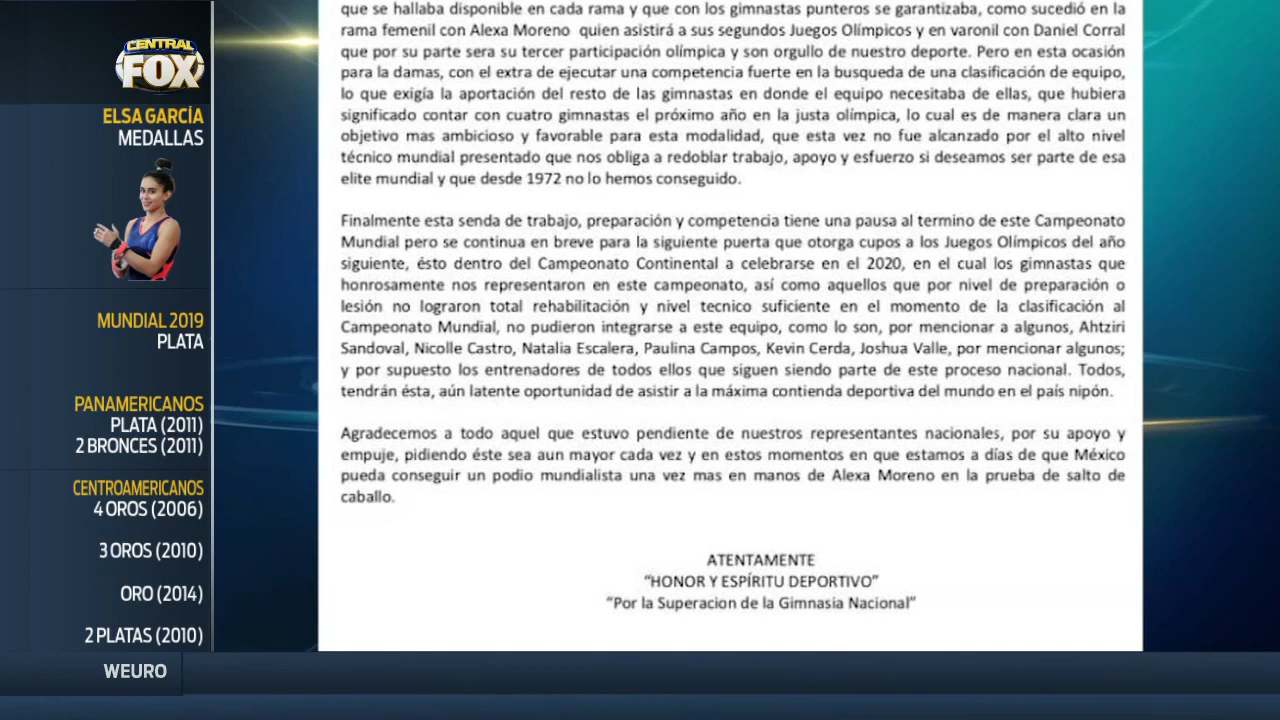 CENTRAL
FOX
ELSA GARCÍA
MEDALLAS
MUNDIAL 2019
PLATA
PANAMERICANOS
PLATA (2011)
2 BRONCES (2011)
CENTROAMERICANOS
4 OROS (2006)
3 OROS (2010)
ORO (2014)
2 PLATAS (2010)
WEURO
que se hallaba disponible en cada rama y que con los gimnastas punteros se garantizaba, como sucedió en la
rama femenil con Alexa Moreno quien asistirá a sus segundos Juegos Olímpicos y en varonil con Daniel Corral
que por su parte sera su tercer participación olímpica y son orgullo de nuestro deporte. Pero en esta ocasión
para la damas, con el extra de ejecutar una competencia fuerte en la busqueda de una clasificación de equipo,
lo que exigía la aportación del resto de las gimnastas en donde el equipo necesitaba de ellas, que hubiera
significado contar con cuatro gimnastas el próximo año en la justa olímpica, lo cual es de manera clara un
objetivo mas ambicioso y favorable para esta modalidad, que esta vez no fue alcanzado por el alto nivel
técnico mundial presentado que nos obliga a redoblar trabajo, apoyo y esfuerzo si deseamos ser parte de esa
elite mundial y que desde 1972 no lo hemos conseguido.
Finalmente esta senda de trabajo, preparación y competencia tiene una pausa al termino de este Campeonato
Mundial pero se continua en breve para la siguiente puerta que otorga cupos a los Juegos Olímpicos del año
siguiente, ésto dentro del Campeonato Continental a celebrarse en el 2020, en el cual los gimnastas que
honrosamente nos representaron en este campeonato, así como aquellos que por nivel de preparación o
lesión no lograron total rehabilitación y nivel tecnico suficiente en el momento de la clasificación al
Campeonato Mundial, no pudieron integrarse a este equipo, como lo son, por mencionar a algunos, Ahtziri
Sandoval, Nicolle Castro, Natalia Escalera, Paulina Campos, Kevin Cerda, Joshua Valle, por mencionar algunos;
y por supuesto los entrenadores de todos ellos que siguen siendo parte de este proceso nacional. Todos,
tendrán ésta, aún latente oportunidad de asistir a la máxima contienda deportiva del mundo en el país nipón.
Agradecemos a todo aquel que estuvo pendiente de nuestros representantes nacionales, por su apoyo y
empuje, pidiendo éste sea aun mayor cada vez y en estos momentos en que estamos a días de que México
pueda conseguir un podio mundialista una vez mas en manos de Alexa Moreno en la prueba de salto de
caballo.
ATENTAMENTE
“HONOR Y ESPÍRITU DEPORTIVO”
“Por la Superacion de la Gimnasia Nacional”